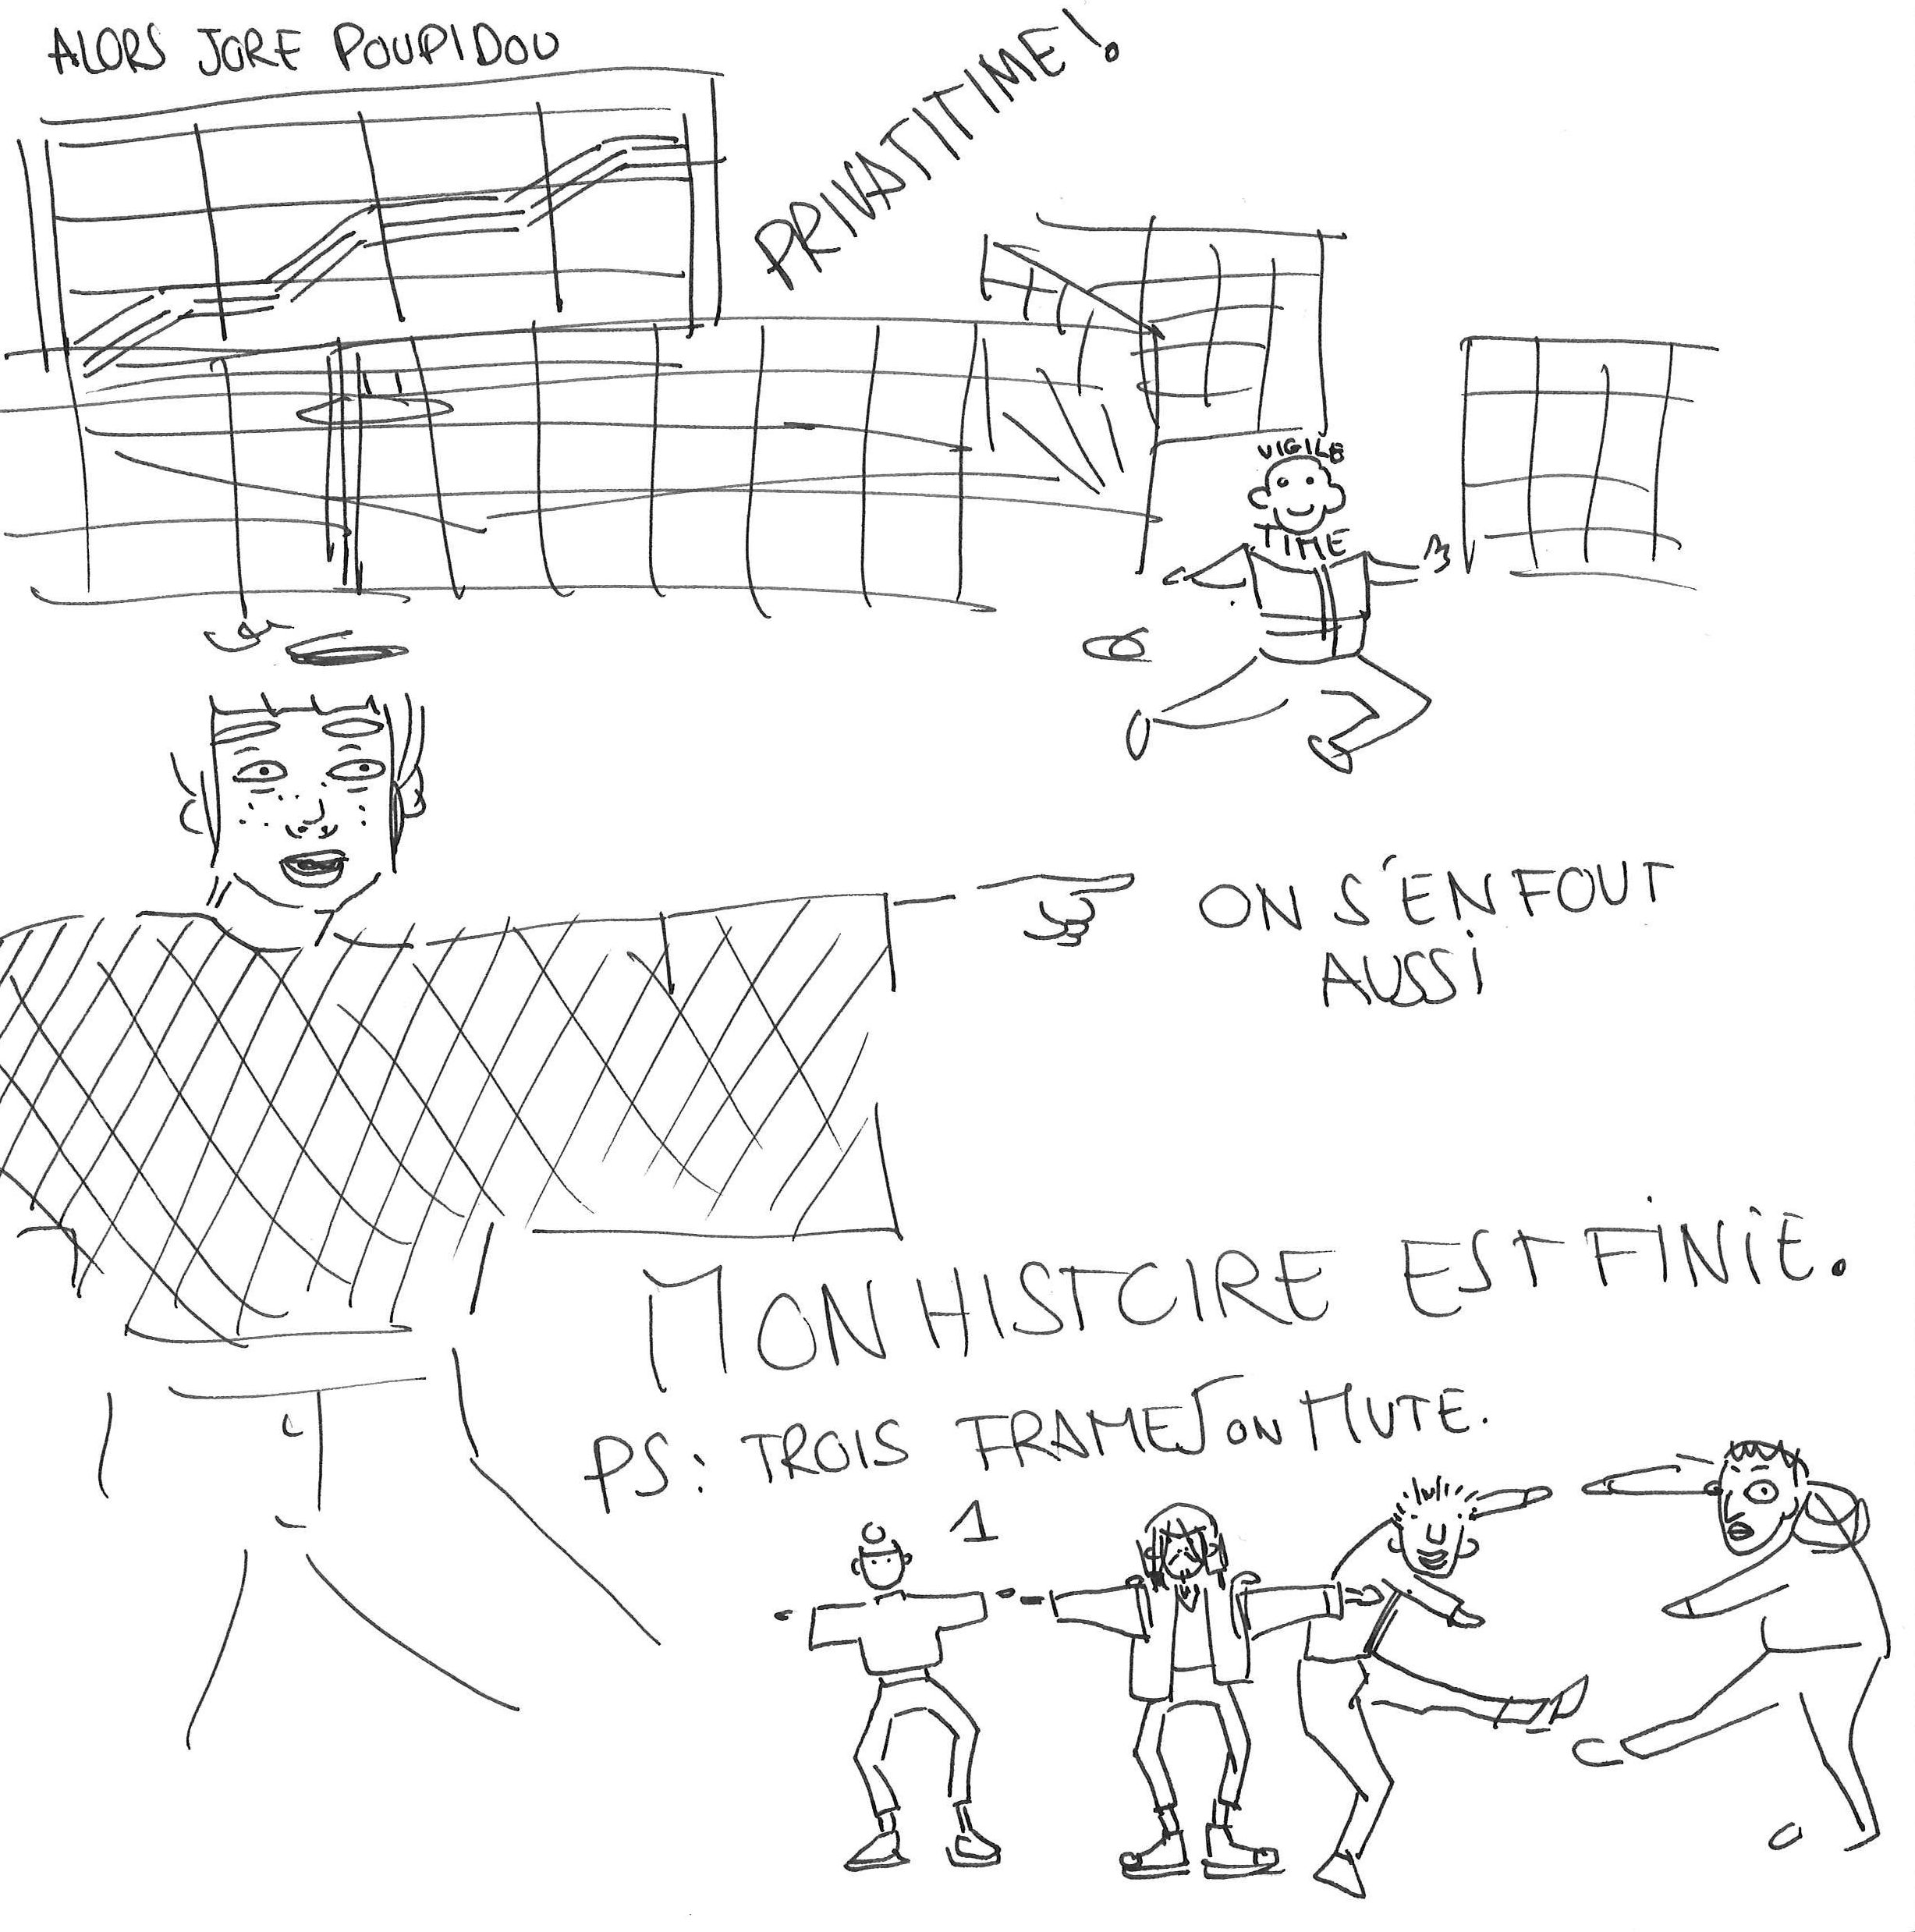 ALORS JORE POUPIDOU
PRIVATITIME !
VIGILE
TIME
ON S'EN FOUT
AUSSI
MON HISTOIRE EST FINIE.
PS: TROIS FRAMES ON MUTE.
1